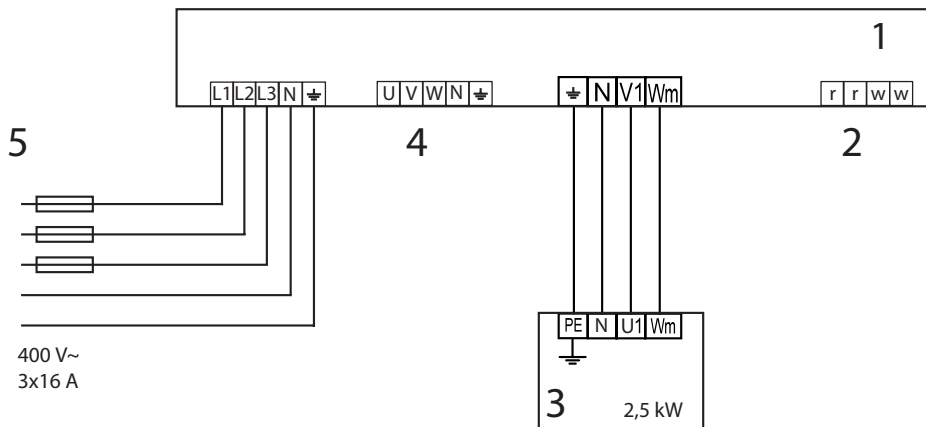 1
L1 L2 L3 N ⏚
U V W N ⏚
⏚ N V1 Wm
r r w w
5
4
2
400 V~
3x16 A
PE N U1 Wm
3
2,5 kW